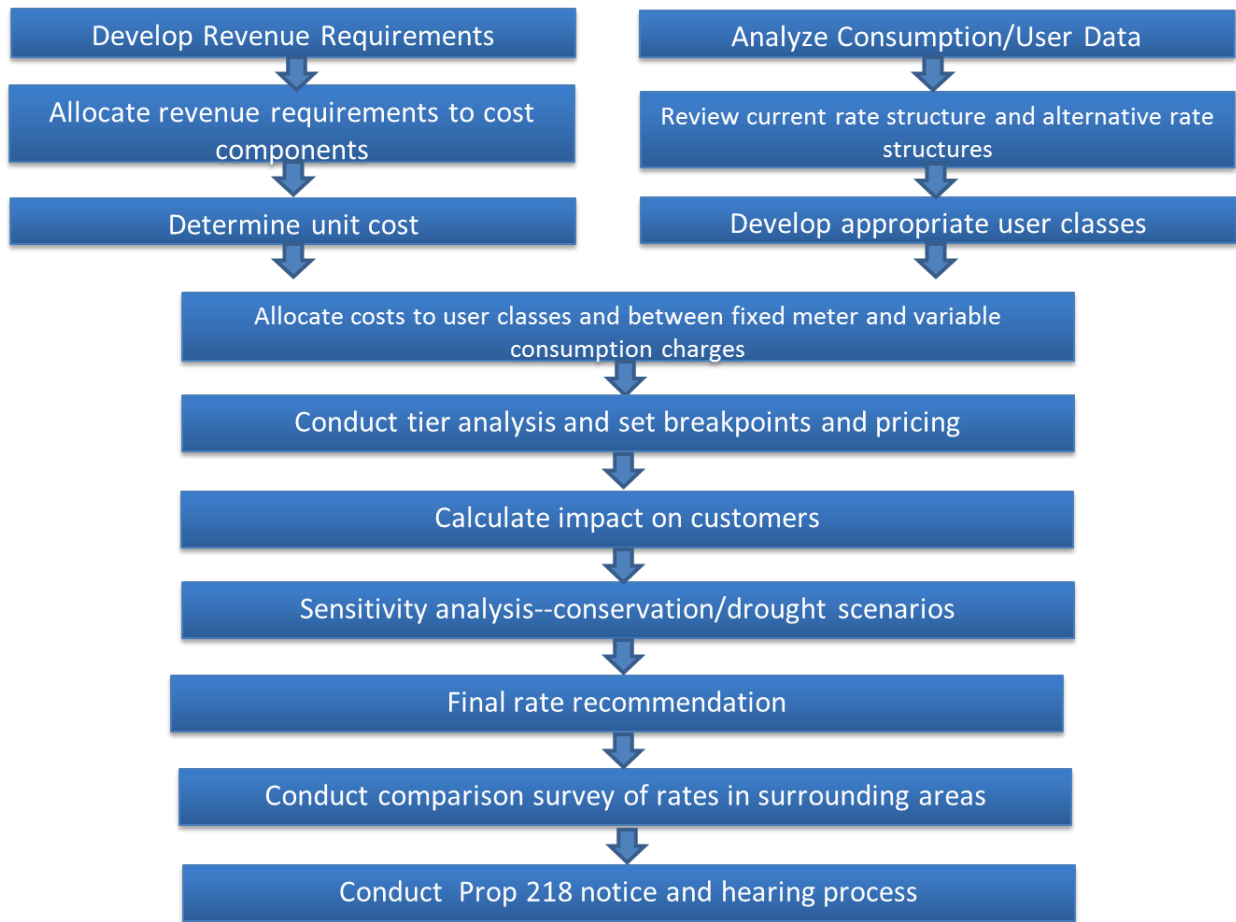 Develop Revenue Requirements
Allocate revenue requirements to cost
components
Determine unit cost
Analyze Consumption/User Data
Review current rate structure and alternative rate
structures
Develop appropriate user classes
Allocate costs to user classes and between fixed meter and variable
consumption charges
Conduct tier analysis and set breakpoints and pricing
Calculate impact on customers
Sensitivity analysis--conservation/drought scenarios
Final rate recommendation
Conduct comparison survey of rates in surrounding areas
Conduct  Prop 218 notice and hearing process